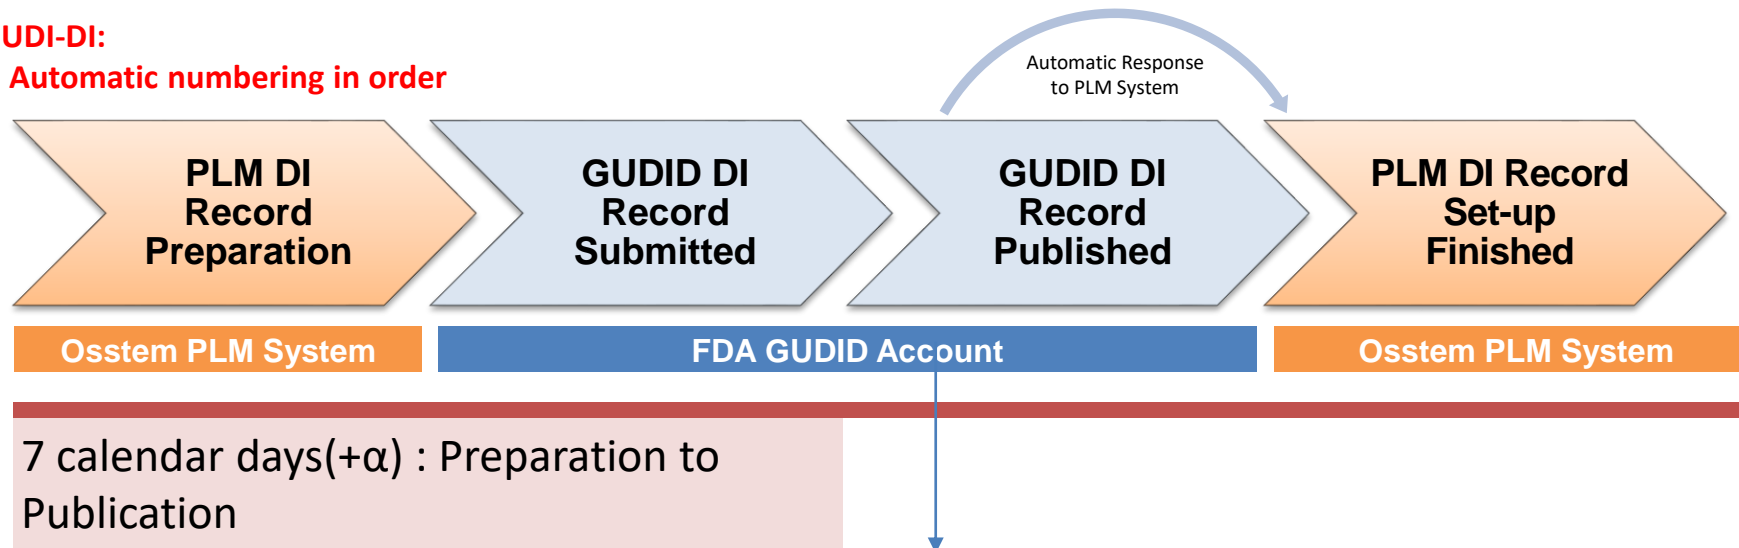 UDI-DI:
Automatic numbering in order
Automatic Response
to PLM System
PLM DI
Record
Preparation
GUDID DI
Record
Submitted
GUDID DI
Record
Published
PLM DI Record
Set-up
Finished
Osstem PLM System
FDA GUDID Account
Osstem PLM System
7 calendar days(+α) : Preparation to
Publication